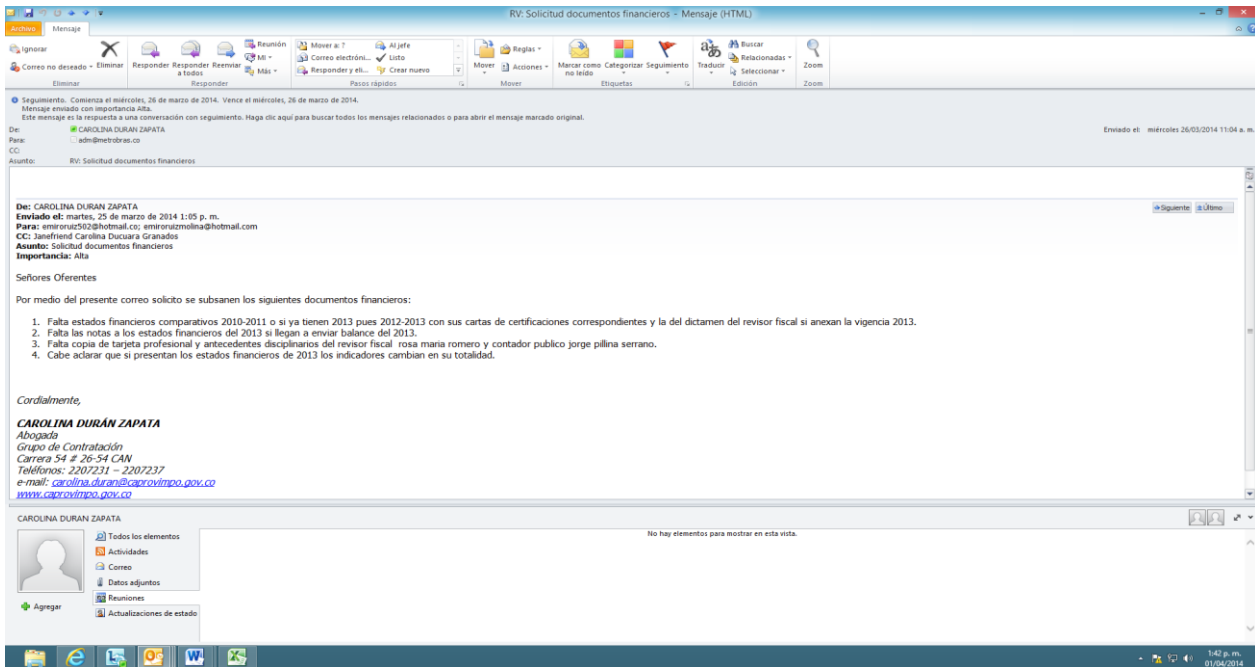 RV: Solicitud documentos financieros - Mensaje (HTML)
Archivo Mensaje
Ignorar
Correo no deseado
Eliminar
Eliminar
Responder Responder a todos Reenviar
Reunión
MI
Más
Responder
Mover a: ?
Correo electróni...
Responder y eli...
Al jefe
Listo
Crear nuevo
Pasos rápidos
Mover
Reglas
Acciones
Mover
Marcar como no leído Categorizar Seguimiento
Etiquetas
Traducir
Buscar
Relacionadas
Seleccionar
Edición
Zoom
Zoom
Seguimiento. Comienza el miércoles, 26 de marzo de 2014. Vence el miércoles, 26 de marzo de 2014.
Mensaje enviado con importancia Alta.
Este mensaje es la respuesta a una conversación con seguimiento. Haga clic aquí para buscar todos los mensajes relacionados o para abrir el mensaje marcado original.
De: CAROLINA DURAN ZAPATA Enviado el: miércoles 26/03/2014 11:04 a. m.
Para: adm@metrobras.co
CC:
Asunto: RV: Solicitud documentos financieros
De: CAROLINA DURAN ZAPATA Siguiente Último
Enviado el: martes, 25 de marzo de 2014 1:05 p. m.
Para: emiroruiz502@hotmail.co; emiroruizmolina@hotmail.com
CC: Janefriend Carolina Ducuara Granados
Asunto: Solicitud documentos financieros
Importancia: Alta
Señores Oferentes
Por medio del presente correo solicito se subsanen los siguientes documentos financieros:
1. Falta estados financieros comparativos 2010-2011 o si ya tienen 2013 pues 2012-2013 con sus cartas de certificaciones correspondientes y la del dictamen del revisor fiscal si anexan la vigencia 2013.
2. Falta las notas a los estados financieros del 2013 si llegan a enviar balance del 2013.
3. Falta copia de tarjeta profesional y antecedentes disciplinarios del revisor fiscal rosa maria romero y contador publico jorge pillina serrano.
4. Cabe aclarar que si presentan los estados financieros de 2013 los indicadores cambian en su totalidad.
Cordialmente,
CAROLINA DURÁN ZAPATA
Abogada
Grupo de Contratación
Carrera 54 # 26-54 CAN
Teléfonos: 2207231 – 2207237
e-mail: carolina.duran@caprovimpo.gov.co
www.caprovimpo.gov.co
CAROLINA DURAN ZAPATA
Agregar
Todos los elementos
Actividades
Correo
Datos adjuntos
Reuniones
Actualizaciones de estado
No hay elementos para mostrar en esta vista.
1:42 p. m.
01/04/2014